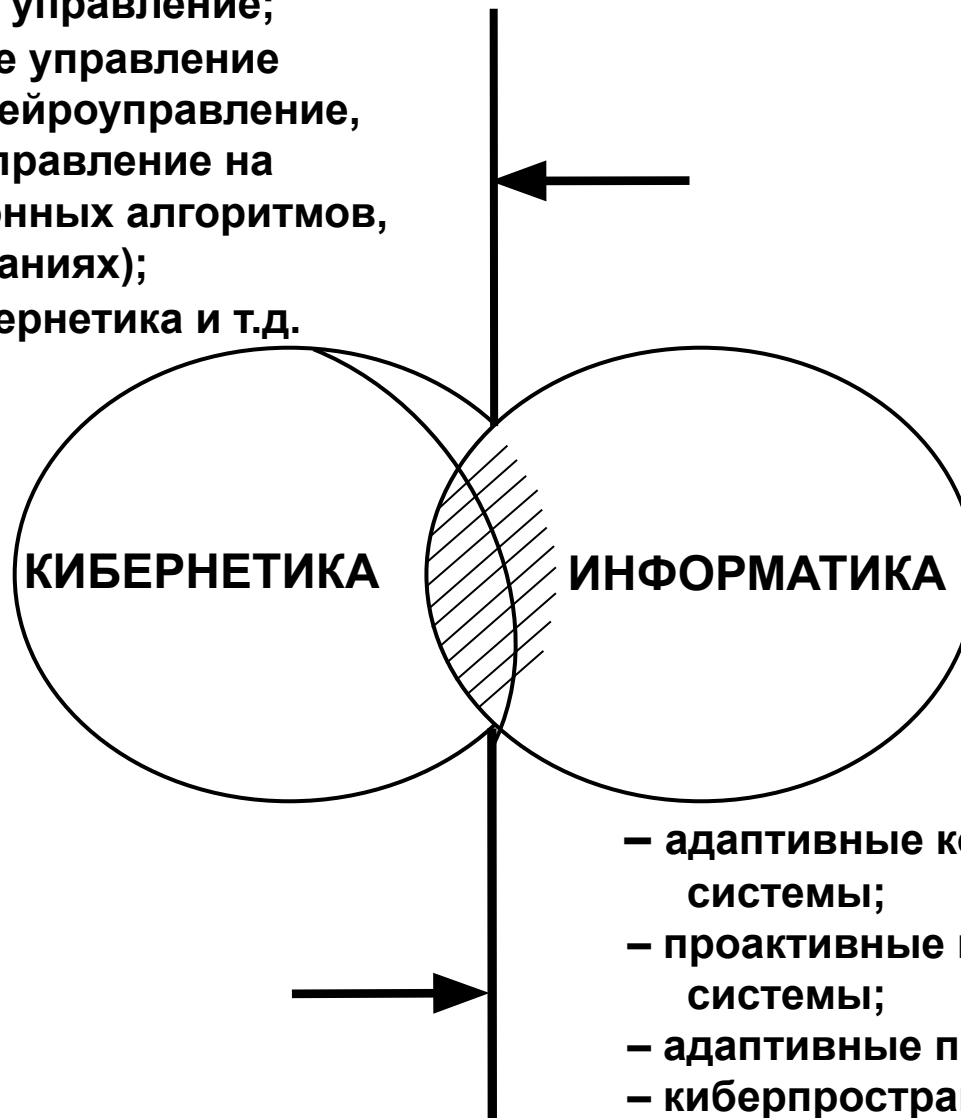 управление;
е управление
ейроуправление,
правление на
онных алгоритмов,
аниях);
ернетика и т.д.
КИБЕРНЕТИКА
ИНФОРМАТИКА
– адаптивные к
системы;
– проактивные
системы;
– адаптивные п
– киберпростра